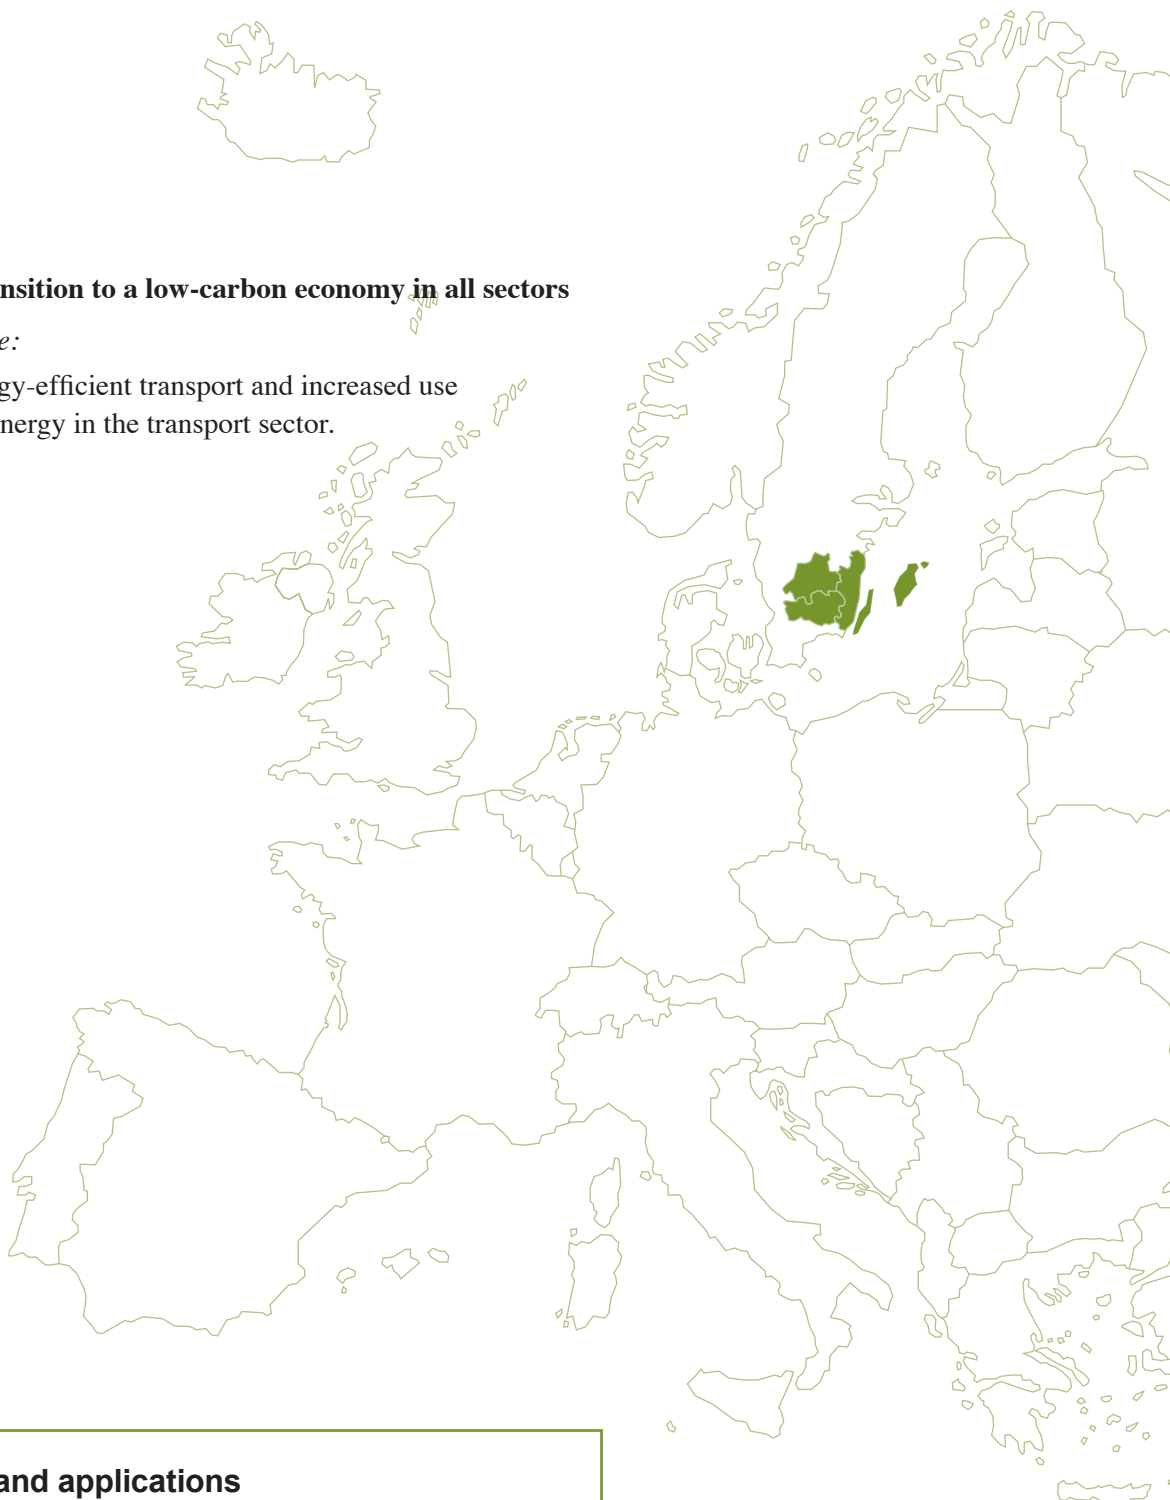 nsition to a low-carbon economy in all sectors
e:
gy-efficient transport and increased use
nergy in the transport sector.
and applications